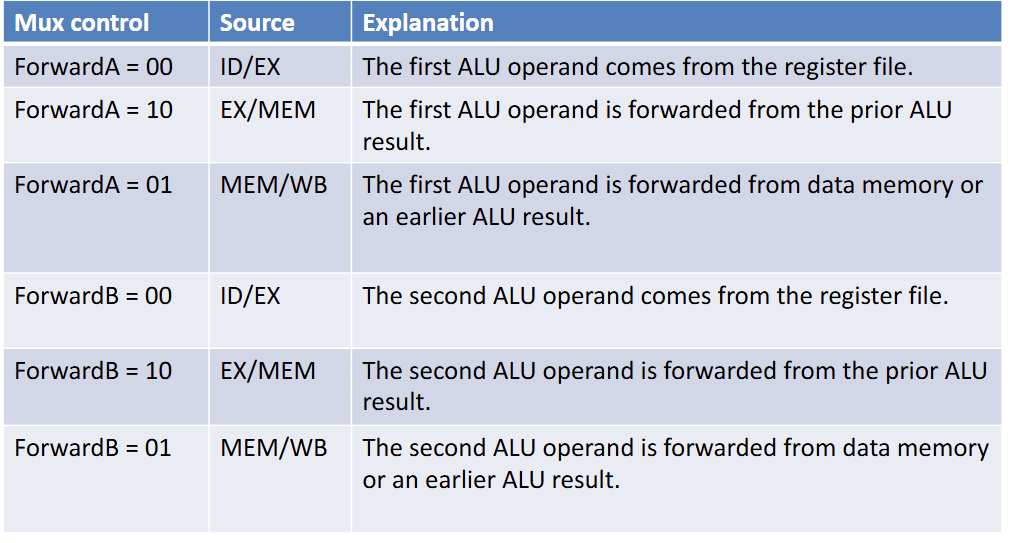 Mux control Source Explanation
ForwardA = 00 ID/EX The first ALU operand comes from the register file.
ForwardA = 10 EX/MEM The first ALU operand is forwarded from the prior ALU
result.
ForwardA = 01 MEM/WB The first ALU operand is forwarded from data memory or
an earlier ALU result.
ForwardB = 00 ID/EX The second ALU operand comes from the register file.
ForwardB = 10 EX/MEM The second ALU operand is forwarded from the prior ALU
result.
ForwardB = 01 MEM/WB The second ALU operand is forwarded from data memory
or an earlier ALU result.